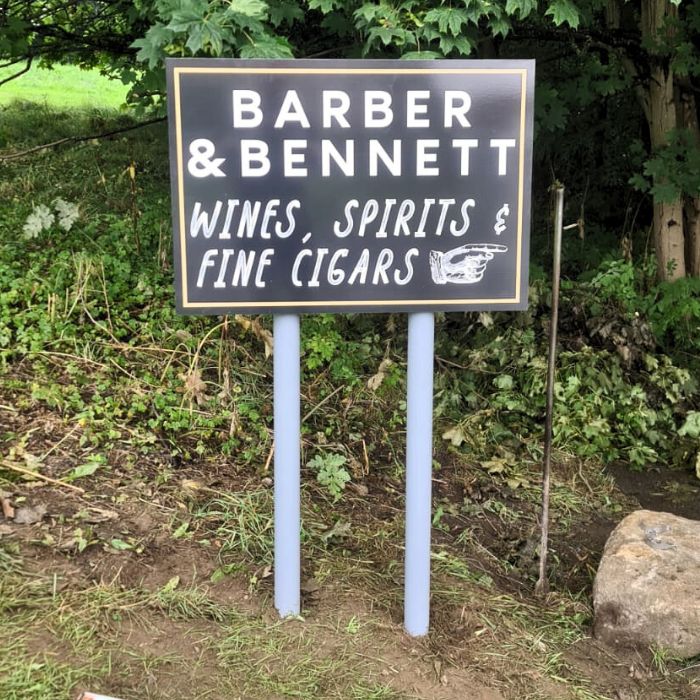 BARBER
& BENNETT
WINES, SPIRITS &
FINE CIGARS